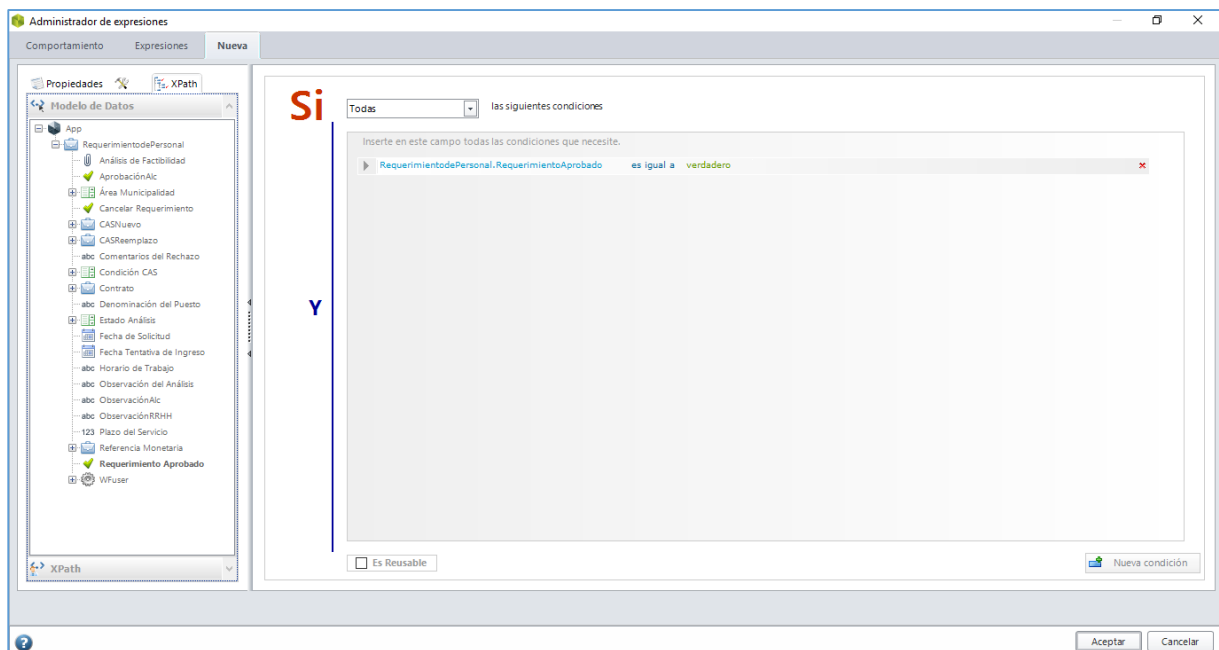 Administrador de expresiones
Comportamiento Expresiones Nueva
Propiedades XPath
Modelo de Datos
App
RequerimientodePersonal
Análisis de Factibilidad
AprobaciónAlc
Área Municipalidad
Cancelar Requerimiento
CASNuevo
CASReemplazo
abc Comentarios del Rechazo
Condición CAS
Contrato
abc Denominación del Puesto
Estado Análisis
Fecha de Solicitud
Fecha Tentativa de Ingreso
abc Horario de Trabajo
abc Observación del Análisis
abc ObservaciónAlc
abc ObservaciónRRHH
123 Plazo del Servicio
Referencia Monetaria
Requerimiento Aprobado
WFuser
XPath
Si Todas las siguientes condiciones
Inserte en este campo todas las condiciones que necesite.
RequerimientodePersonal.RequerimientoAprobado es igual a verdadero
Y
Es Reusable
Nueva condición
Aceptar Cancelar